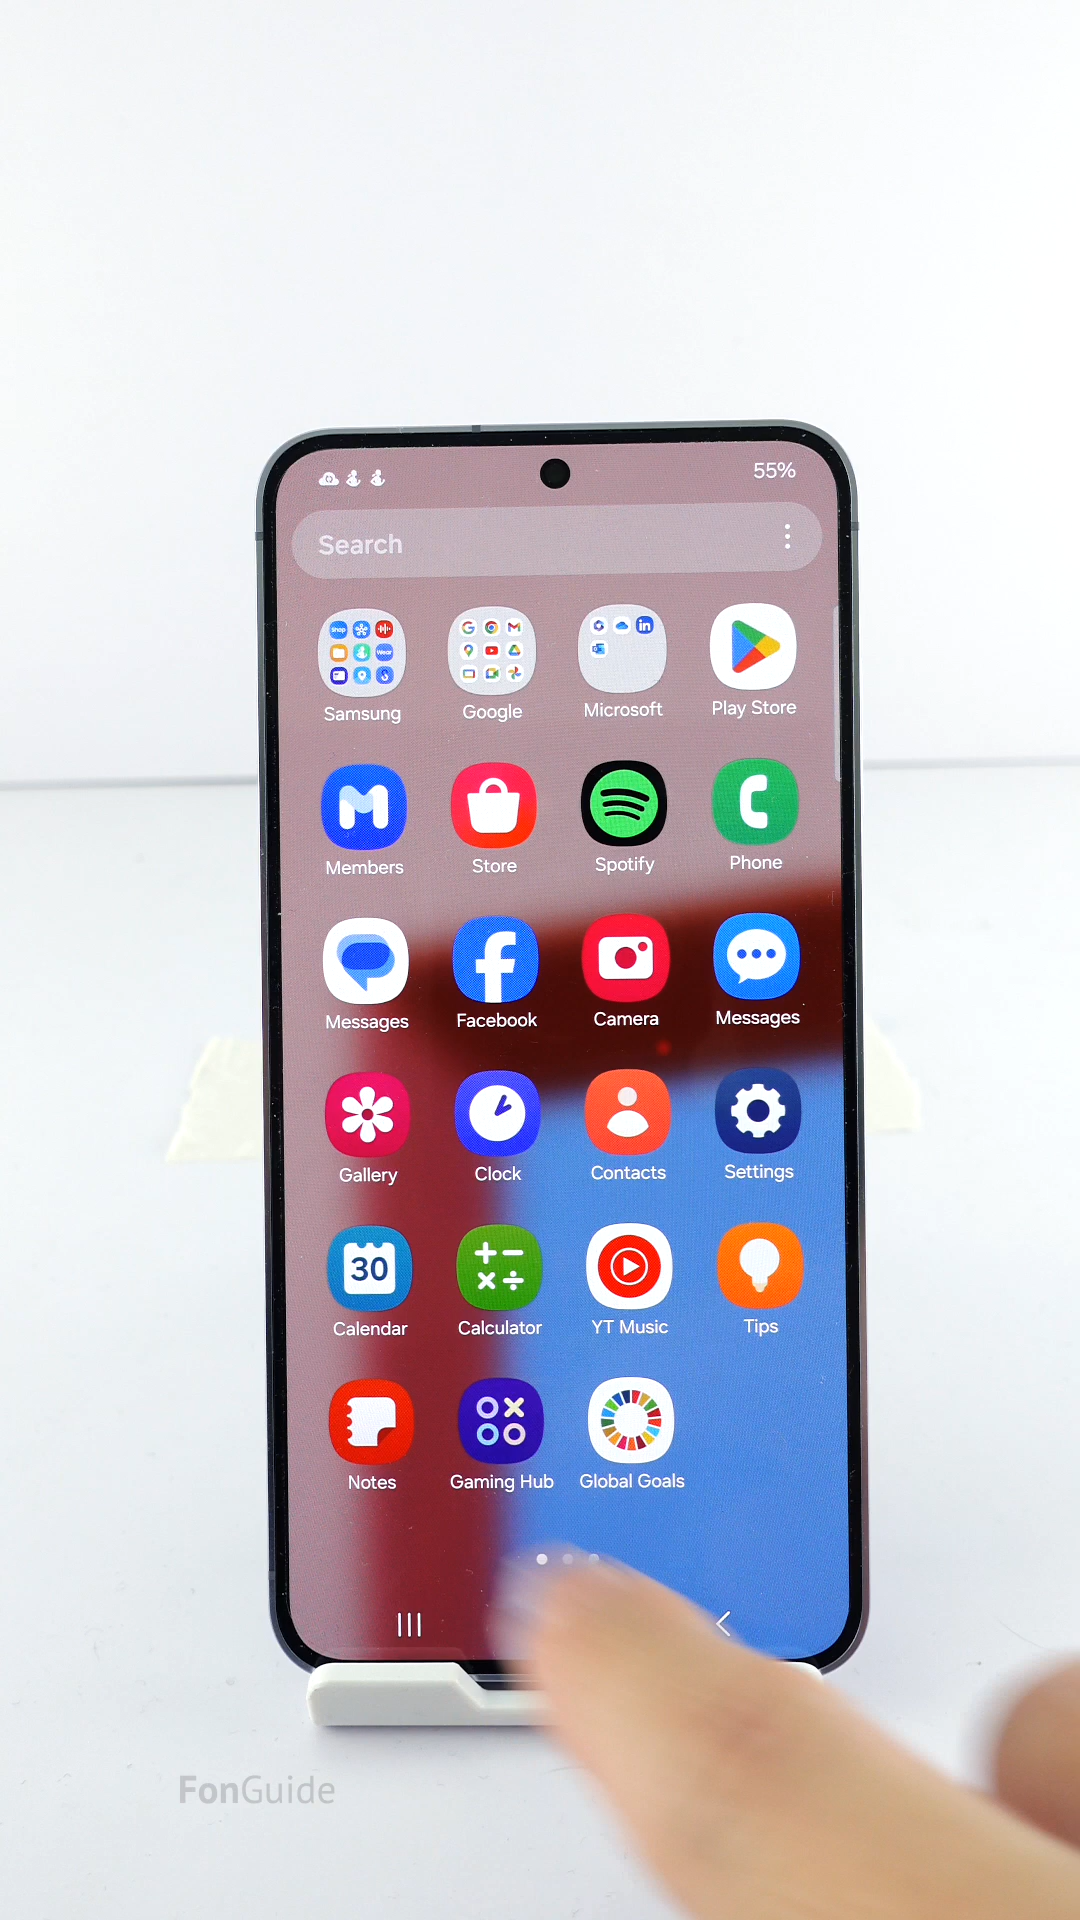 55%
Search
Samsung Google Microsoft Play Store
Members Store Spotify Phone
Messages Facebook Camera Messages
Gallery Clock Contacts Settings
30
Calendar Calculator YT Music Tips
Notes Gaming Hub Global Goals
FonGuide